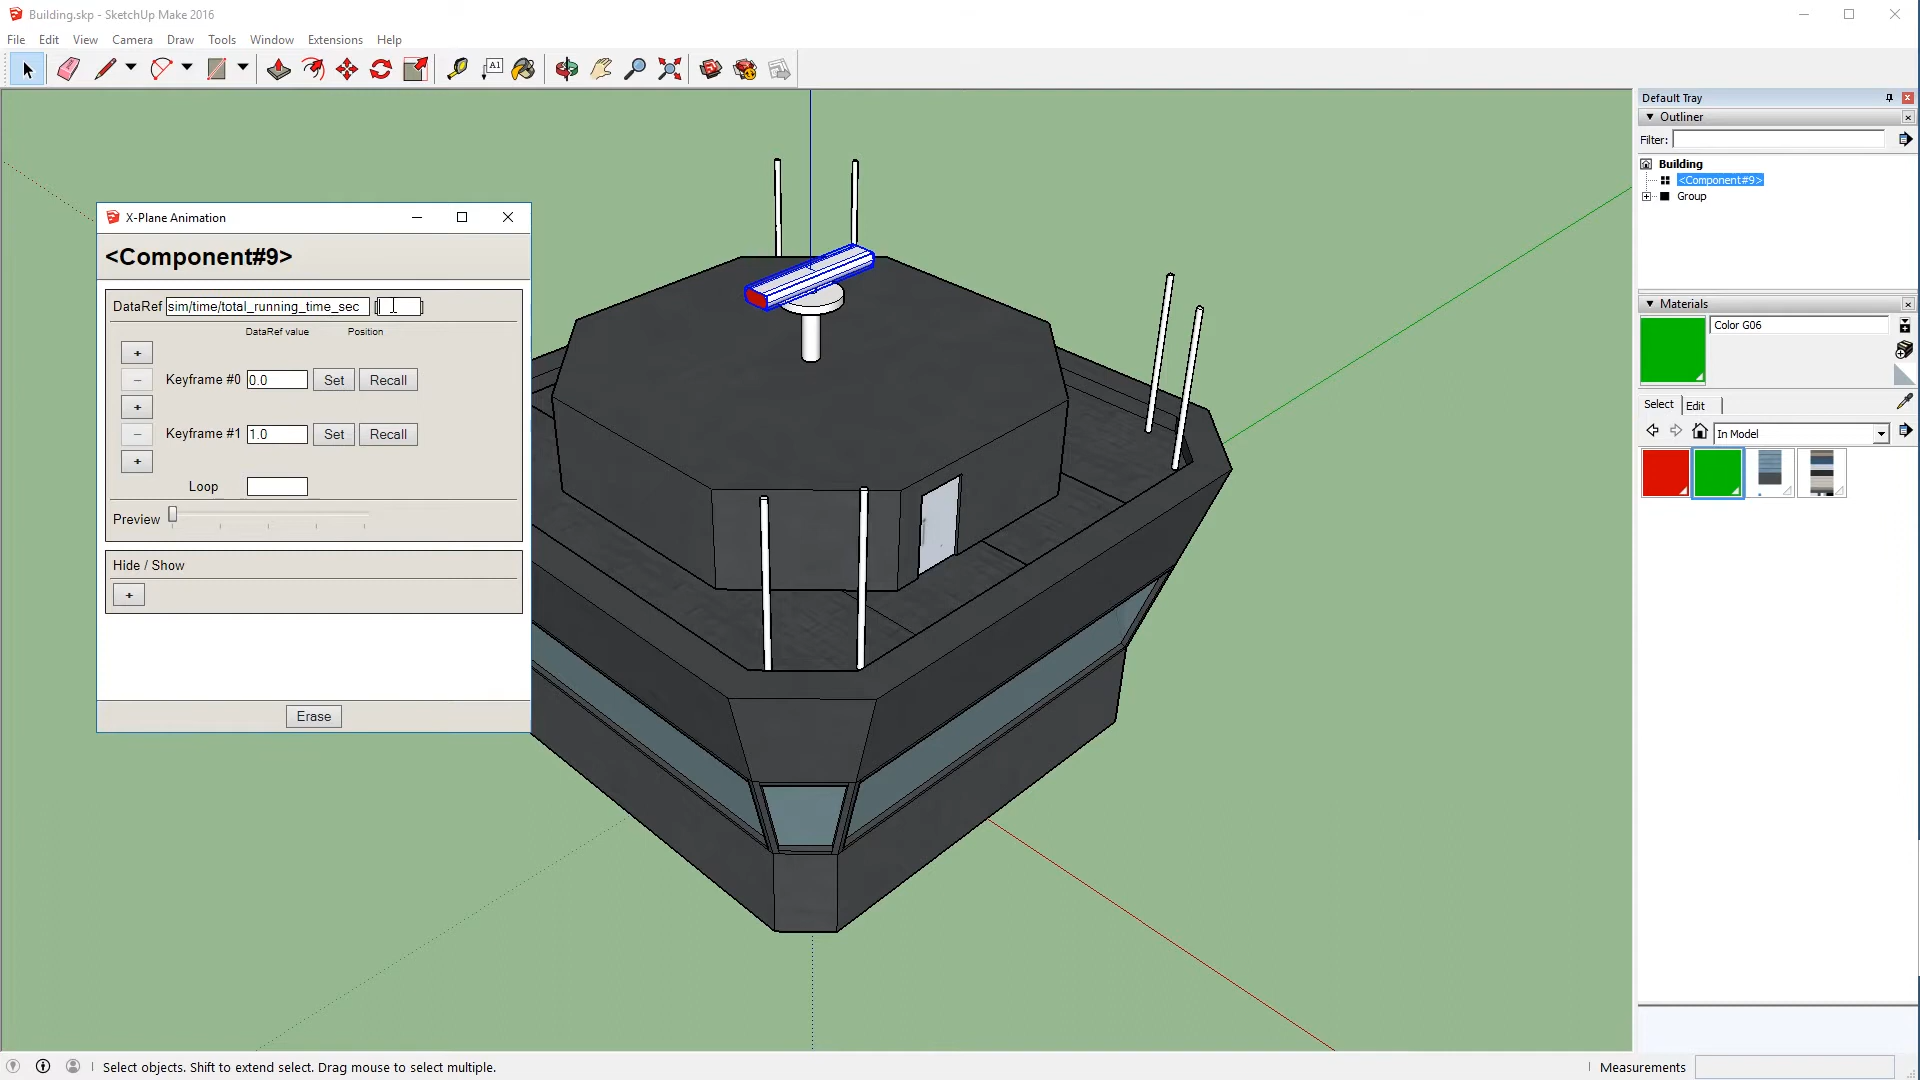 Building.skp - SketchUp Make 2016
File Edit View Camera Draw Tools Window Extensions Help
A1
Default Tray
Outliner
Filter:
Building
<Component#9>
Group
X-Plane Animation
<Component#9>
DataRef sim/time/total_running_time_sec [ ]
DataRef value Position
+
- Keyframe #0 0.0 Set Recall
+
- Keyframe #1 1.0 Set Recall
+
Loop
Preview
Hide / Show
+
Erase
Materials
Color G06
Select Edit
In Model
Select objects. Shift to extend select. Drag mouse to select multiple.
Measurements